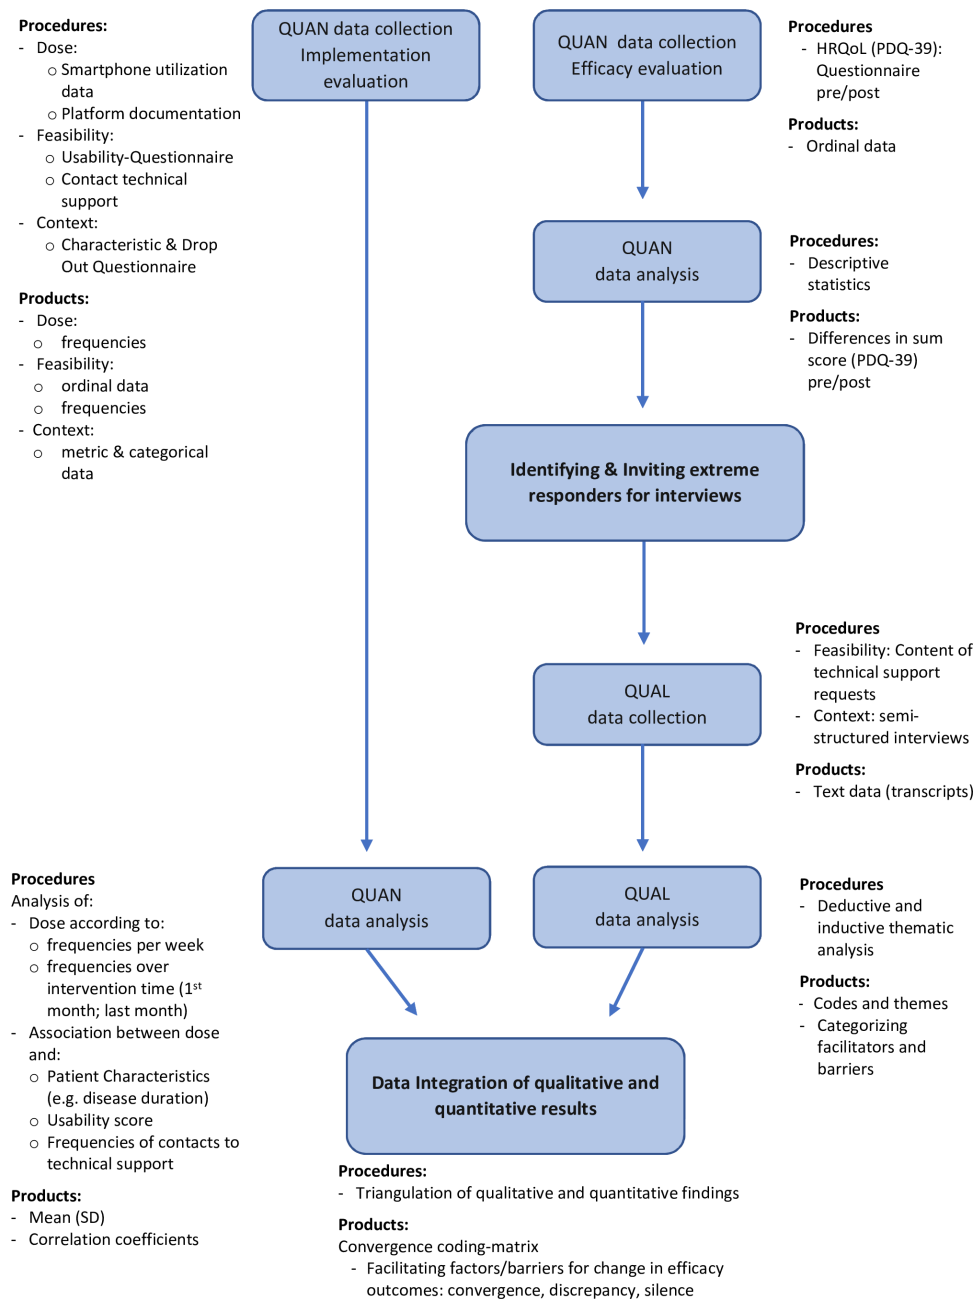 Procedures:
- Dose:
o Smartphone utilization
data
o Platform documentation
- Feasibility:
o Usability-Questionnaire
o Contact technical
support
- Context:
o Characteristic & Drop
Out Questionnaire
Products:
- Dose:
o frequencies
- Feasibility:
o ordinal data
o frequencies
- Context:
o metric & categorical
data
QUAN data collection
Implementation
evaluation
QUAN data collection
Efficacy evaluation
Procedures
- HRQoL (PDQ-39):
Questionnaire
pre/post
Products:
- Ordinal data
QUAN
data analysis
Procedures:
- Descriptive
statistics
Products:
- Differences in sum
score (PDQ-39)
pre/post
Identifying & Inviting extreme
responders for interviews
QUAL
data collection
Procedures
- Feasibility: Content of
technical support
requests
- Context: semi-
structured interviews
Products:
- Text data (transcripts)
Procedures
Analysis of:
- Dose according to:
o frequencies per week
o frequencies over
intervention time (1st
month; last month)
- Association between dose
and:
o Patient Characteristics
(e.g. disease duration)
o Usability score
o Frequencies of contacts to
technical support
Products:
- Mean (SD)
- Correlation coefficients
QUAN
data analysis
QUAL
data analysis
Procedures
- Deductive and
inductive thematic
analysis
Products:
- Codes and themes
- Categorizing
facilitators and
barriers
Data Integration of qualitative and
quantitative results
Procedures:
- Triangulation of qualitative and quantitative findings
Products:
Convergence coding-matrix
- Facilitating factors/barriers for change in efficacy
outcomes: convergence, discrepancy, silence